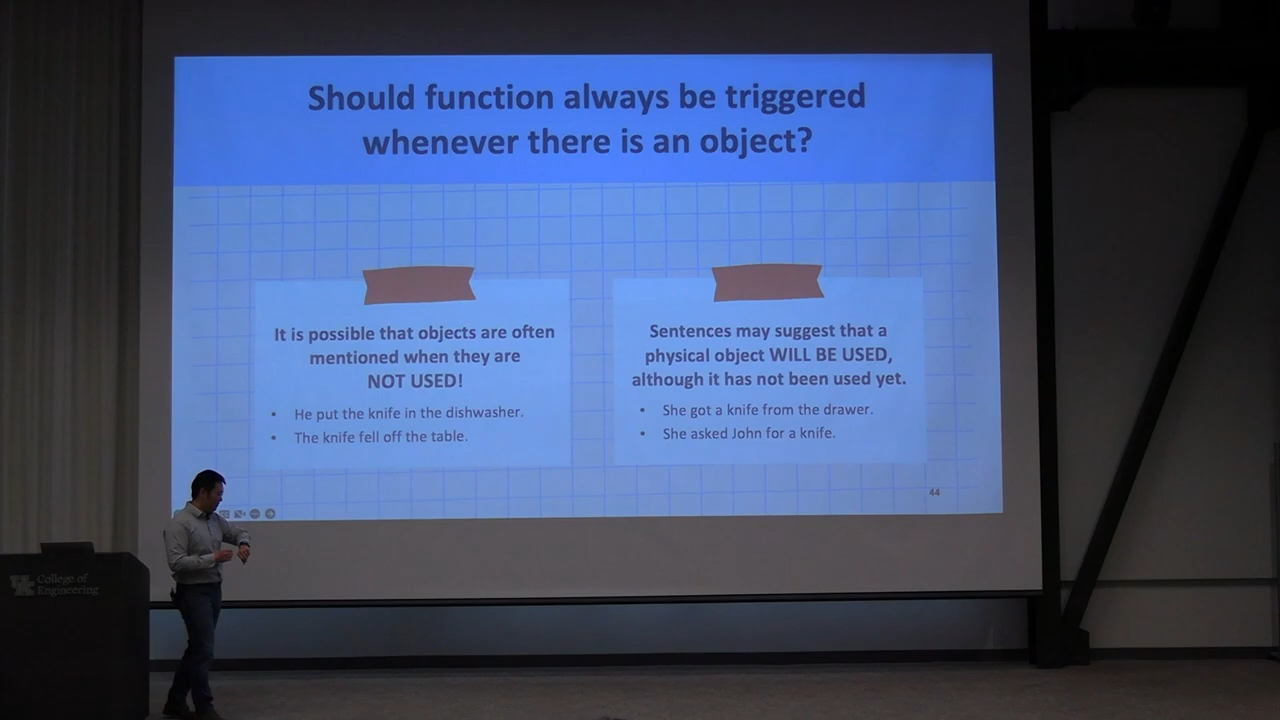 Should function always be triggered
whenever there is an object?
It is possible that objects are often
mentioned when they are
NOT USED!
• He put the knife in the dishwasher.
• The knife fell off the table.
Sentences may suggest that a
physical object WILL BE USED,
although it has not been used yet.
• She got a knife from the drawer.
• She asked John for a knife.
44
UK College of
Engineering